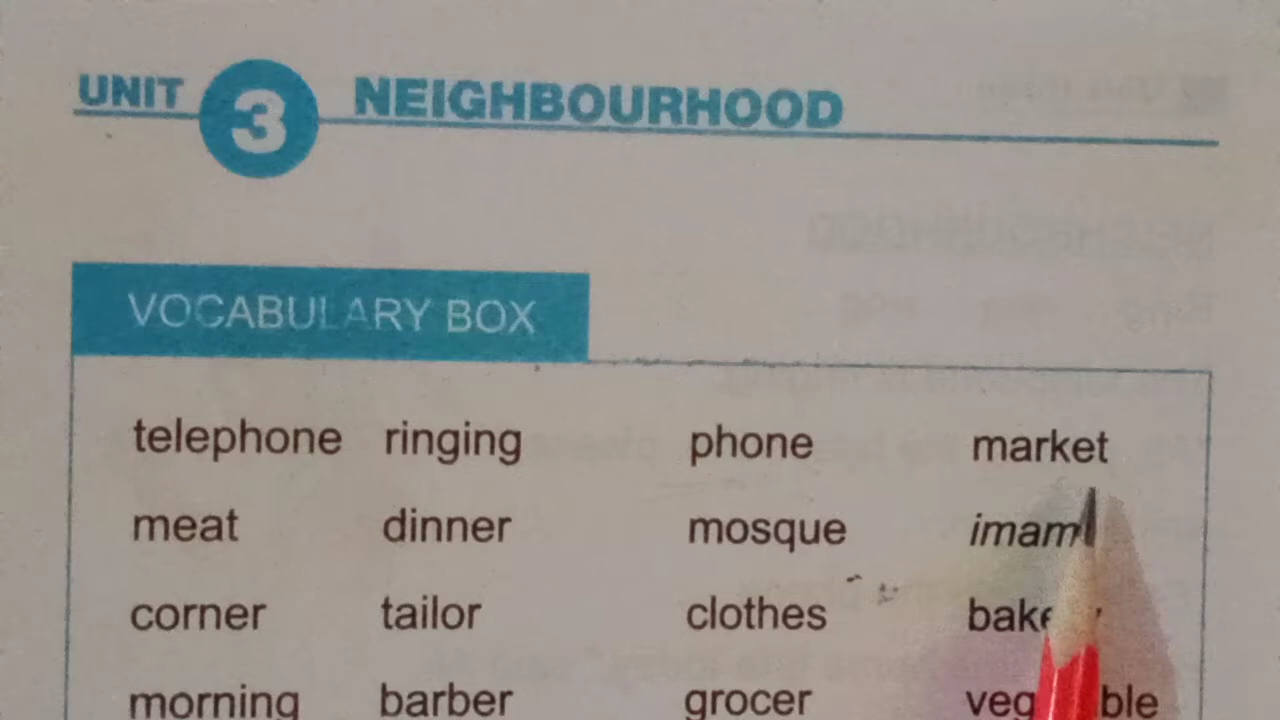 UNIT 3 NEIGHBOURHOOD
VOCABULARY BOX
telephone ringing phone market
meat dinner mosque imam
corner tailor clothes
morning barber grocer